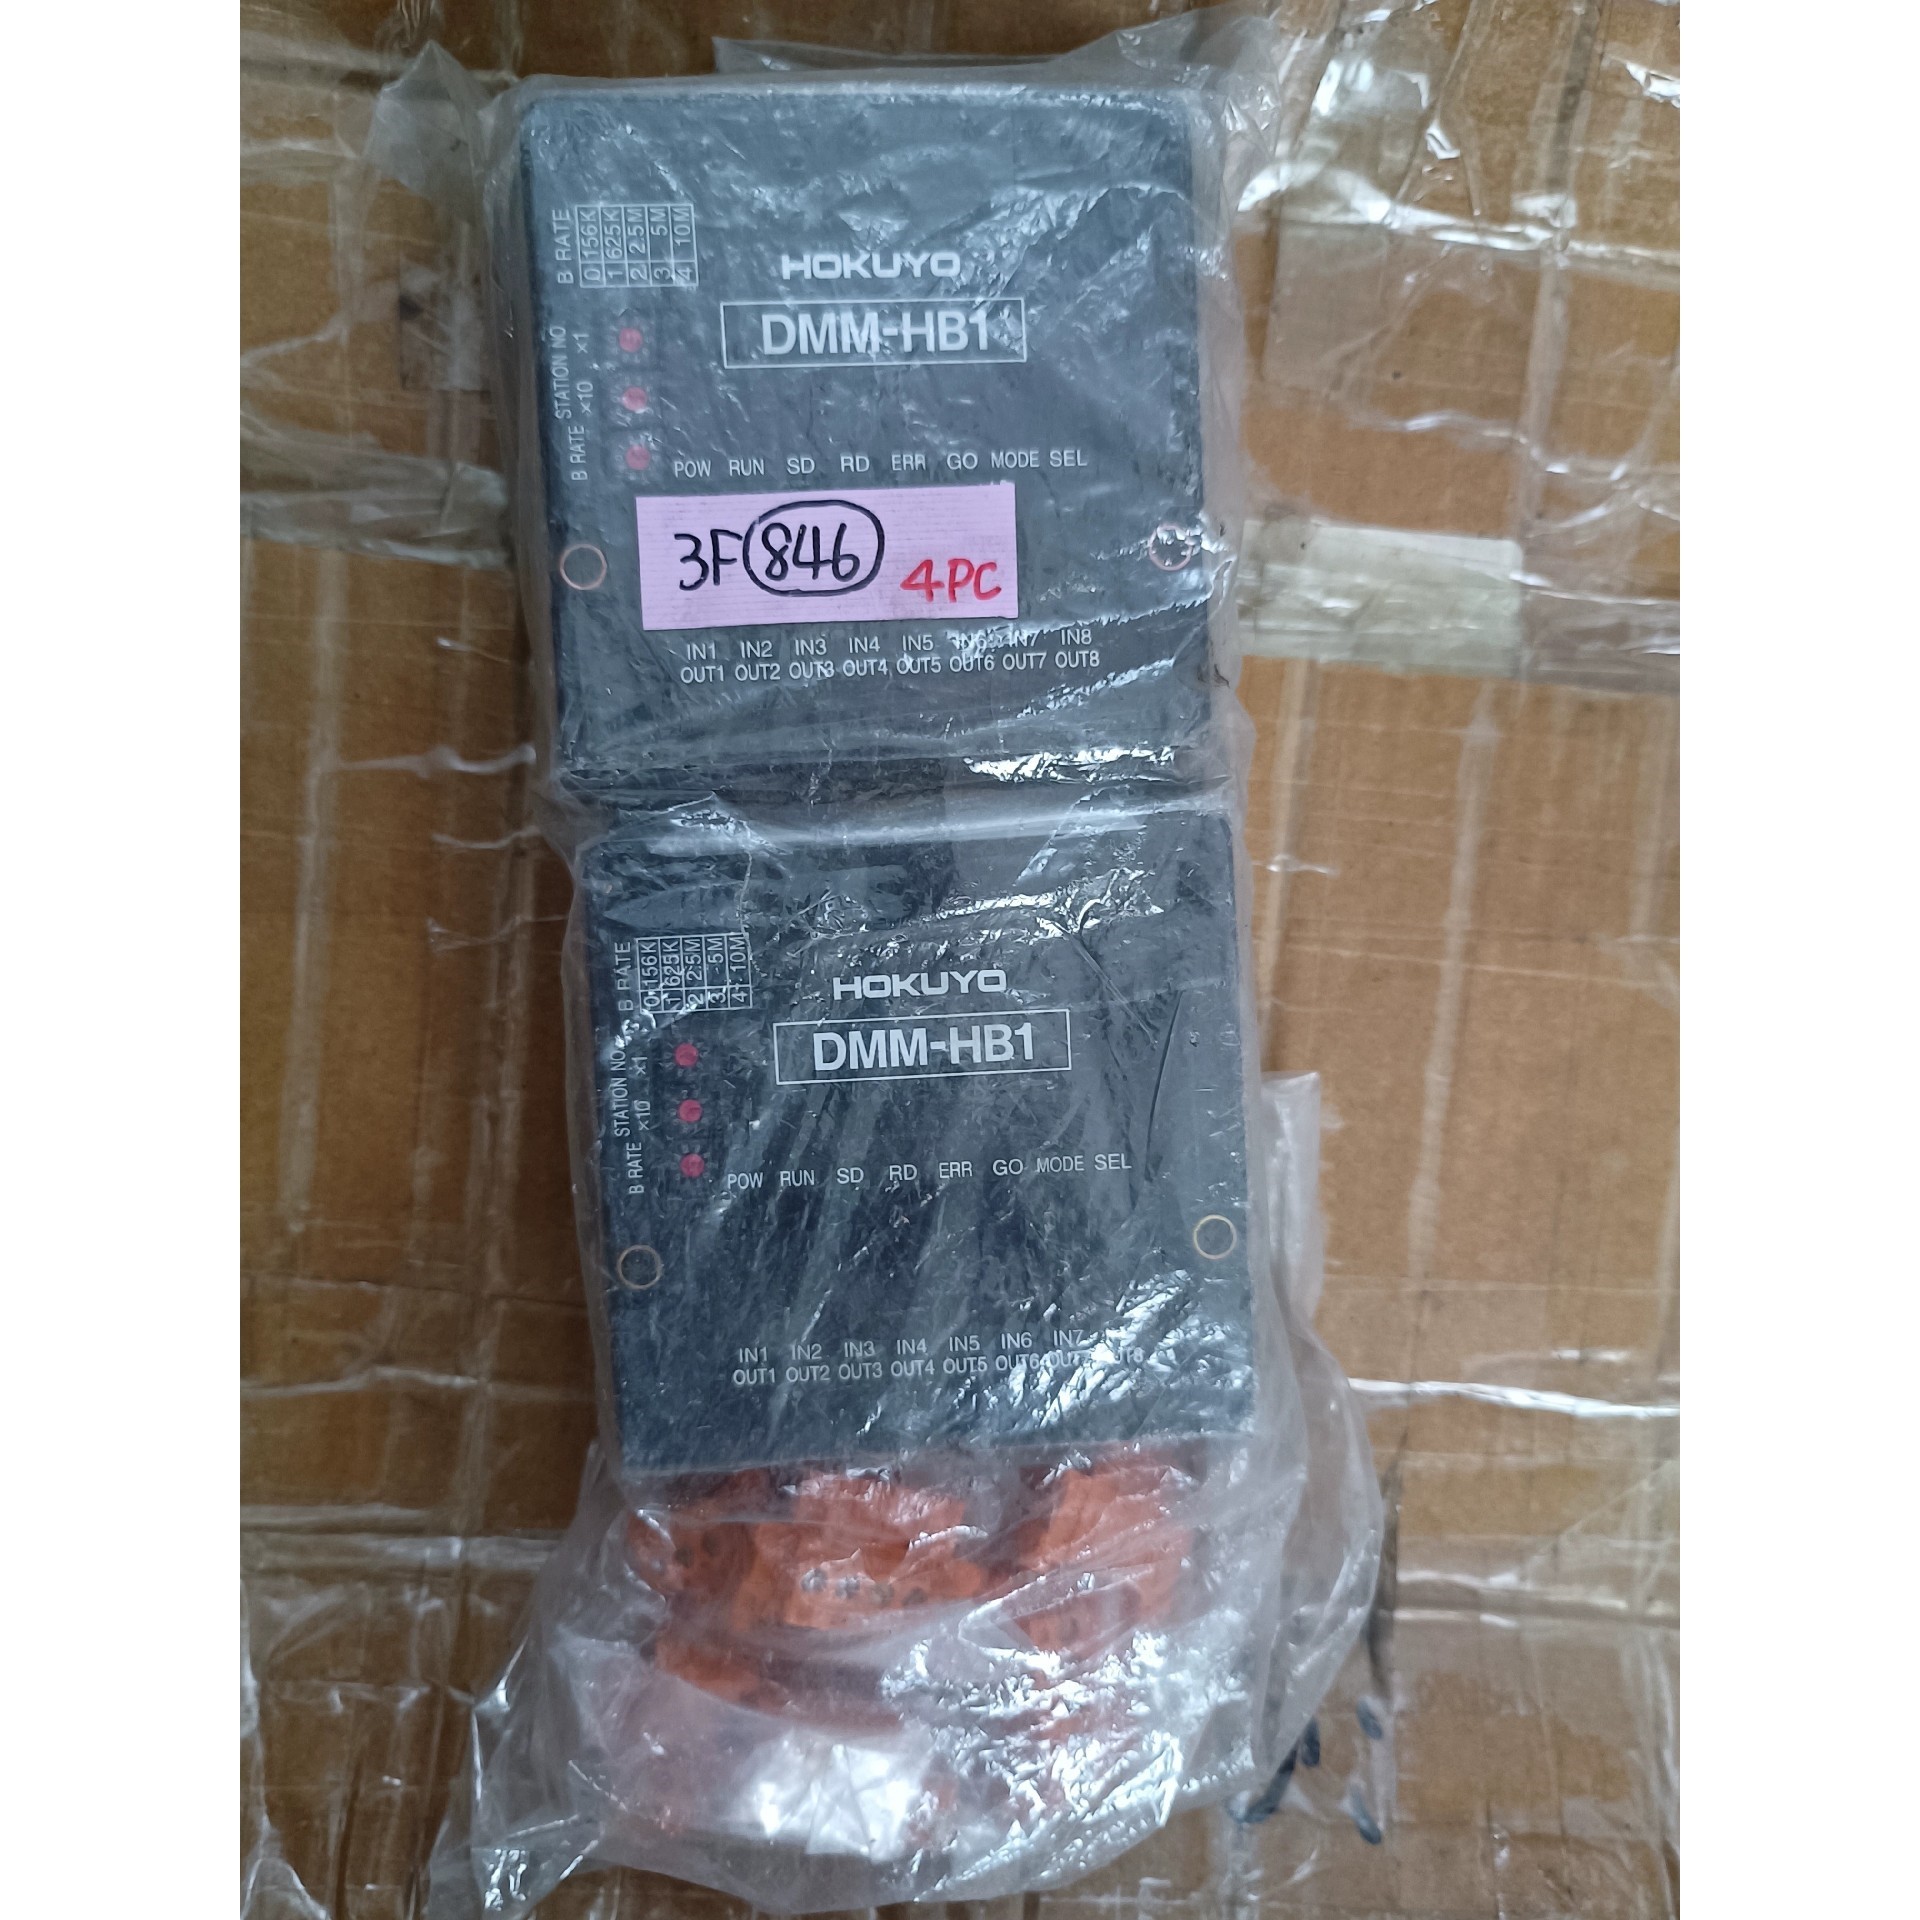 B RATE
0 156K
1 625K
2 2.5M
3 5M
4 10M
HOKUYO
DMM-HB1
B RATE STATION NO
×10 ×1
POW RUN SD RD ERR GO MODE SEL
3F 846 4PC
IN1 IN2 IN3 IN4 IN5 IN6 IN7 IN8
OUT1 OUT2 OUT3 OUT4 OUT5 OUT6 OUT7 OUT8
B RATE
0 156K
1 625K
2 2.5M
3 5M
4 10M
HOKUYO
DMM-HB1
B RATE STATION NO
×10 ×1
POW RUN SD RD ERR GO MODE SEL
IN1 IN2 IN3 IN4 IN5 IN6 IN7
OUT1 OUT2 OUT3 OUT4 OUT5 OUT6